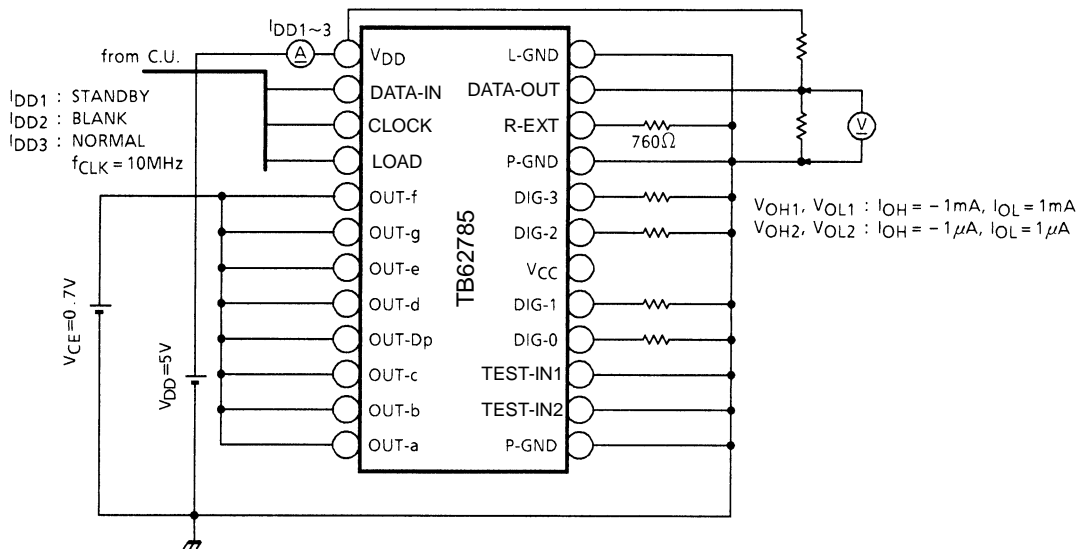 IDD1~3
from C.U.
IDD1 : STANDBY
IDD2 : BLANK
IDD3 : NORMAL
fCLK = 10MHz
A
VDD
DATA-IN
CLOCK
LOAD
OUT-f
OUT-g
OUT-e
OUT-d
OUT-Dp
OUT-c
OUT-b
OUT-a
TB62785
L-GND
DATA-OUT
R-EXT
P-GND
DIG-3
DIG-2
VCC
DIG-1
DIG-0
TEST-IN1
TEST-IN2
P-GND
760Ω
V
VOH1, VOL1 : IOH = −1mA, IOL = 1mA
VOH2, VOL2 : IOH = −1μA, IOL = 1μA
VCE=0.7V
VDD=5V